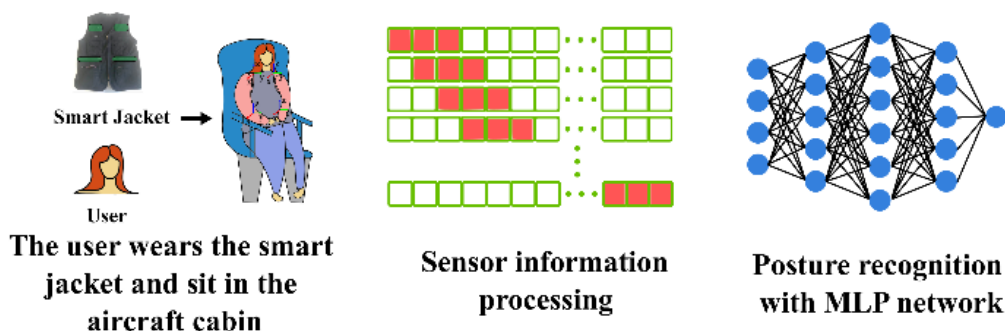 Smart Jacket
User
The user wears the smart
jacket and sit in the
aircraft cabin
Sensor information
processing
Posture recognition
with MLP network